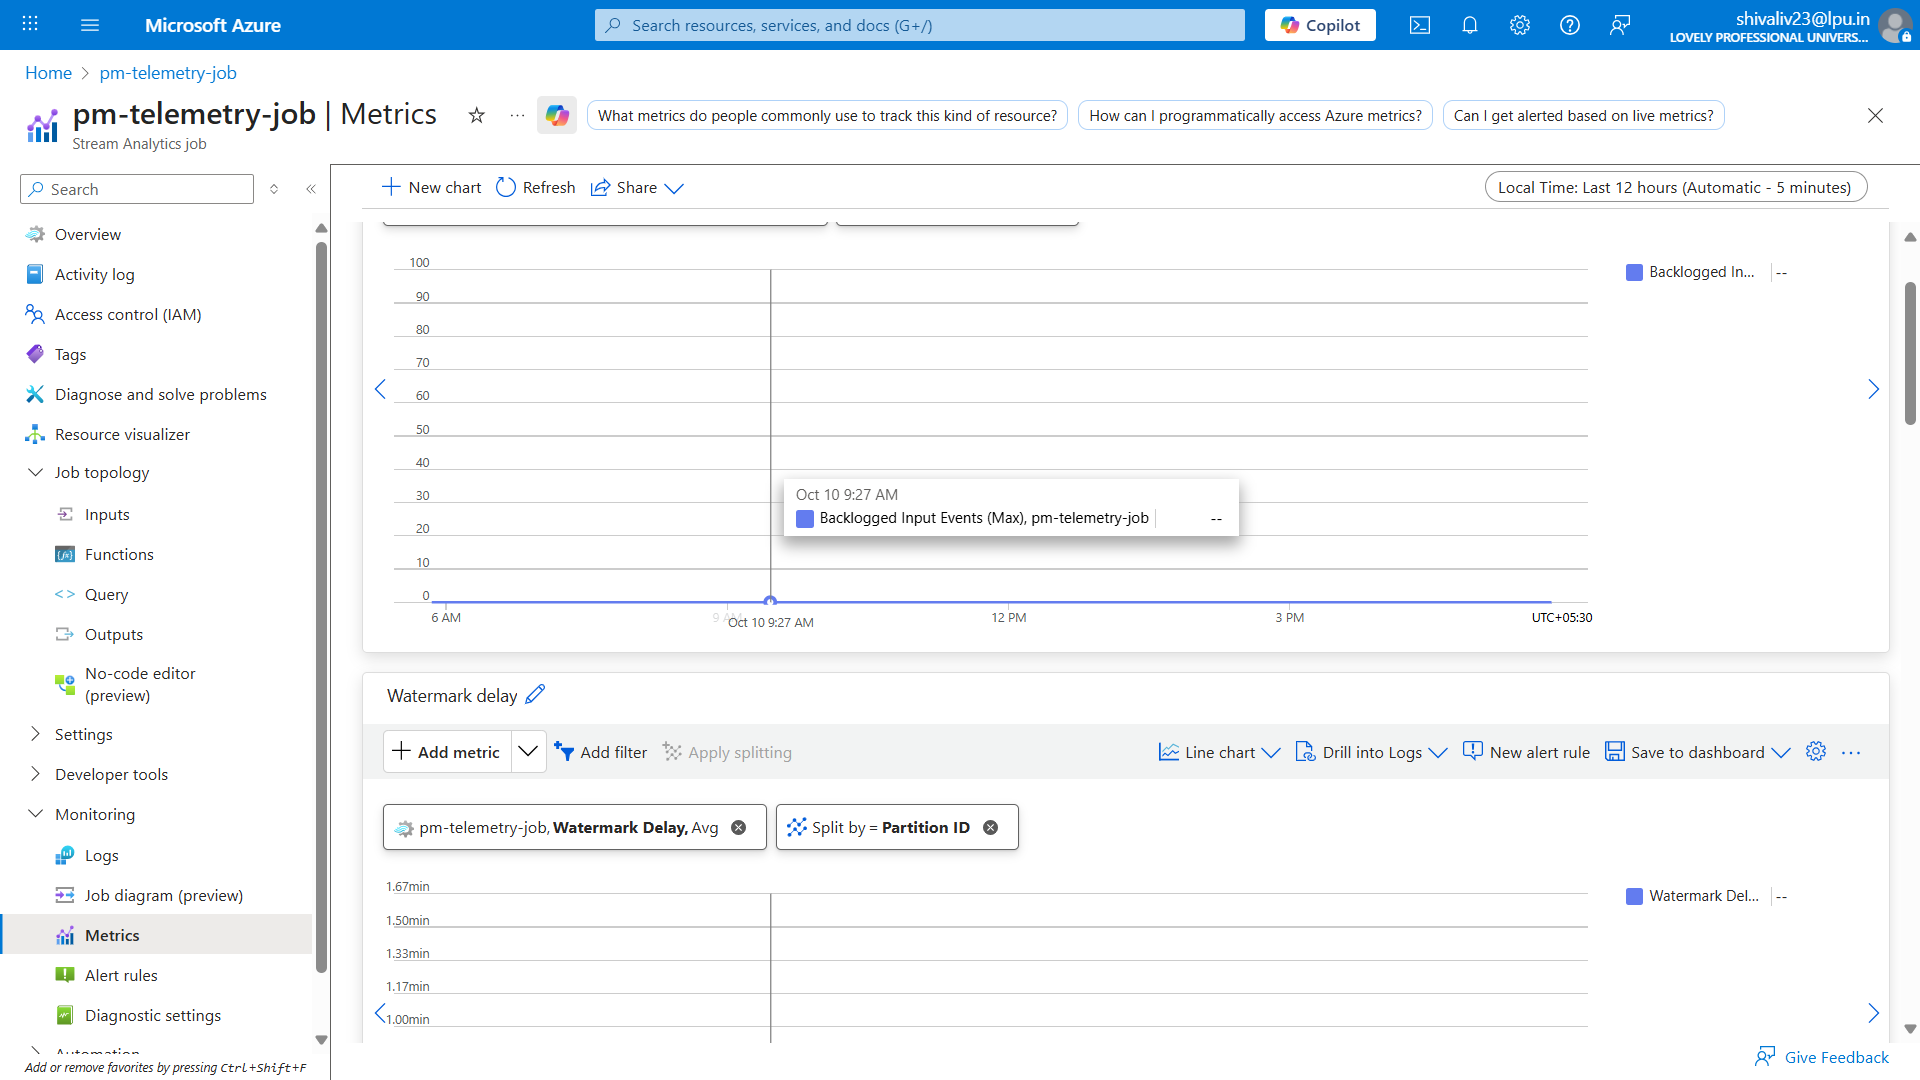 Microsoft Azure
Search resources, services, and docs (G+/)
Copilot
shivaliv23@lpu.in
LOVELY PROFESSIONAL UNIVERS...
Home > pm-telemetry-job
pm-telemetry-job | Metrics
Stream Analytics job
What metrics do people commonly use to track this kind of resource?
How can I programmatically access Azure metrics?
Can I get alerted based on live metrics?
Search
Overview
Activity log
Access control (IAM)
Tags
Diagnose and solve problems
Resource visualizer
Job topology
Inputs
Functions
Query
Outputs
No-code editor
(preview)
Settings
Developer tools
Monitoring
Logs
Job diagram (preview)
Metrics
Alert rules
Diagnostic settings
Automation
Add or remove favorites by pressing Ctrl+Shift+F
New chart
Refresh
Share
Local Time: Last 12 hours (Automatic - 5 minutes)
100
90
80
70
60
50
40
30
20
10
0
6 AM
9 AM
Oct 10 9:27 AM
12 PM
3 PM
UTC+05:30
Backlogged In... --
Oct 10 9:27 AM
Backlogged Input Events (Max), pm-telemetry-job --
Watermark delay
Add metric
Add filter
Apply splitting
Line chart
Drill into Logs
New alert rule
Save to dashboard
pm-telemetry-job, Watermark Delay, Avg
Split by = Partition ID
1.67min
1.50min
1.33min
1.17min
1.00min
Watermark Del... --
Give Feedback